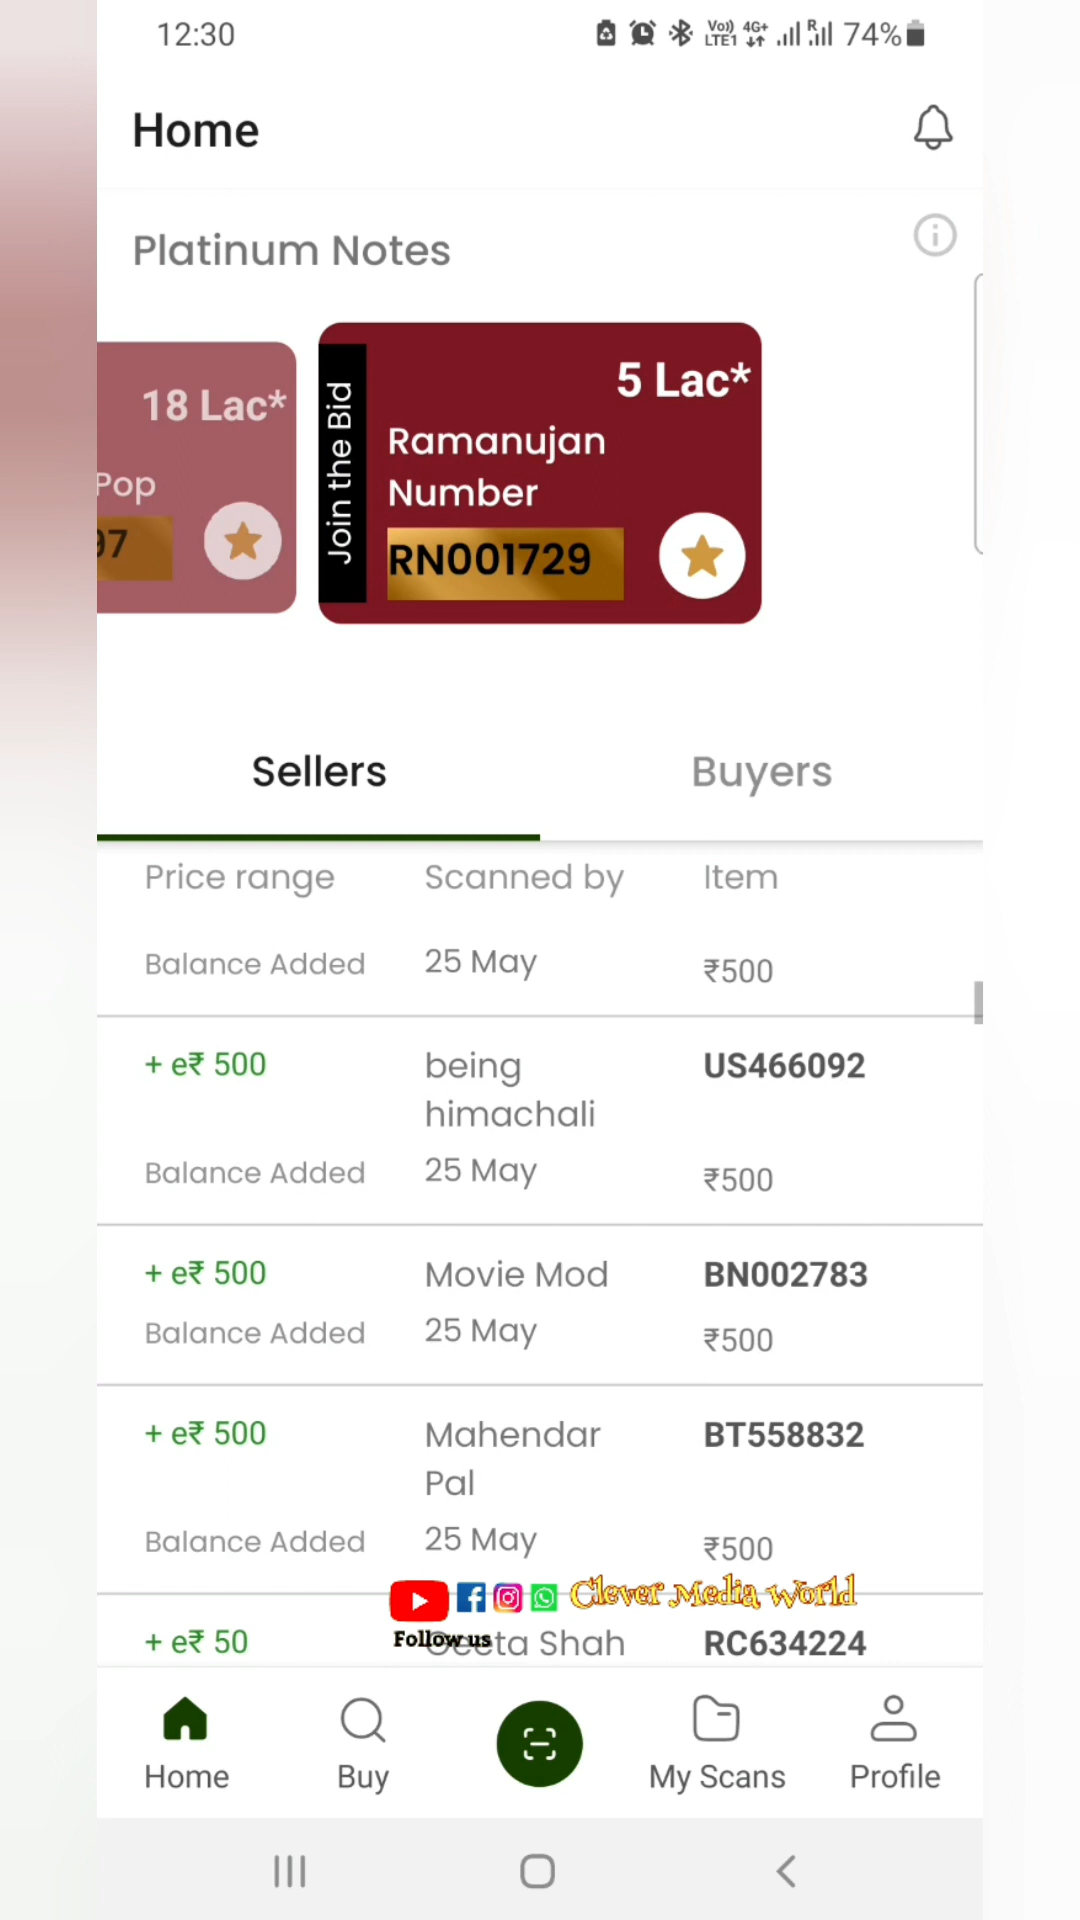 12:30
Vo)) LTE1 4G+ R 74%
Home
Platinum Notes
18 Lac*
Pop
97
Join the Bid
5 Lac*
Ramanujan
Number
RN001729
Sellers Buyers
Price range Scanned by Item
Balance Added 25 May ₹500
+ e₹ 500 being himachali US466092
Balance Added 25 May ₹500
+ e₹ 500 Movie Mod BN002783
Balance Added 25 May ₹500
+ e₹ 500 Mahendar Pal BT558832
Balance Added 25 May ₹500
Clever Media World
Follow us
+ e₹ 50 Geeta Shah RC634224
Home Buy My Scans Profile